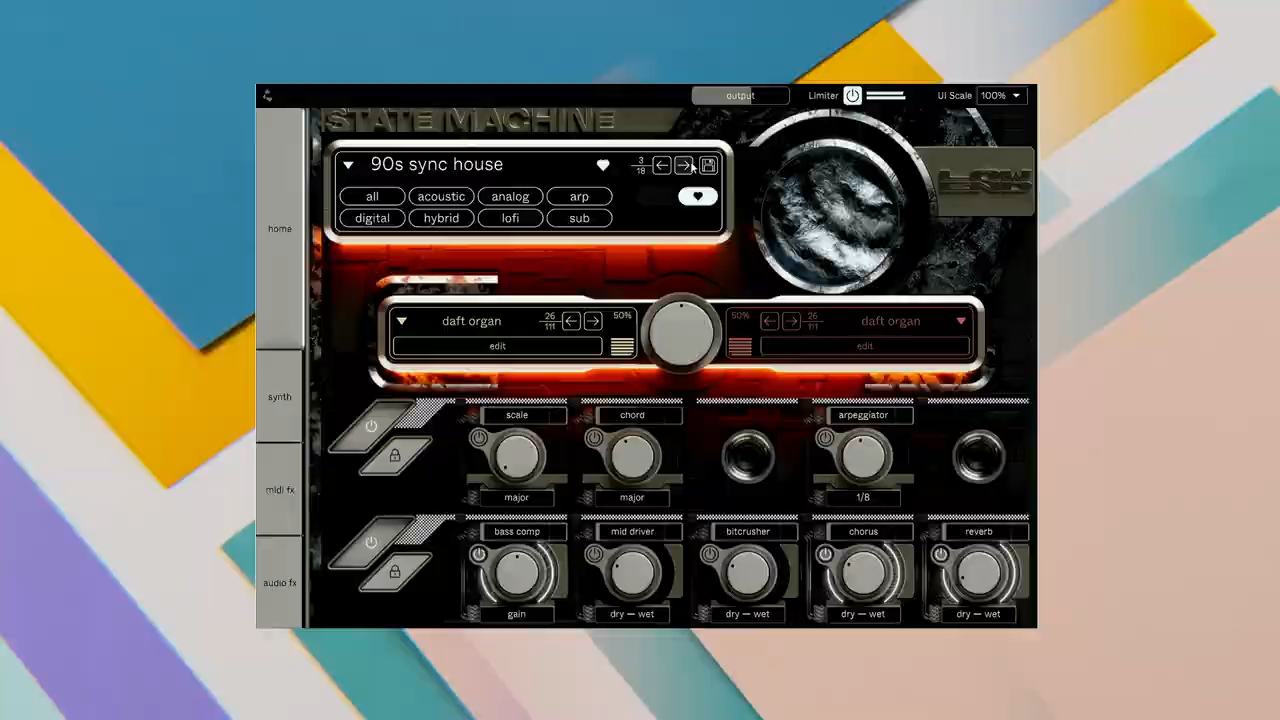 output Limiter UI Scale 100%
STATE MACHINE
90s sync house 3 18
all acoustic analog arp
digital hybrid lofi sub
home
daft organ 26 111 50% 50% 26 111 daft organ
edit edit
synth
scale chord arpeggiator
midi fx
major major 1/8
bass comp mid driver bitcrusher chorus reverb
audio fx
gain dry — wet dry — wet dry — wet dry — wet